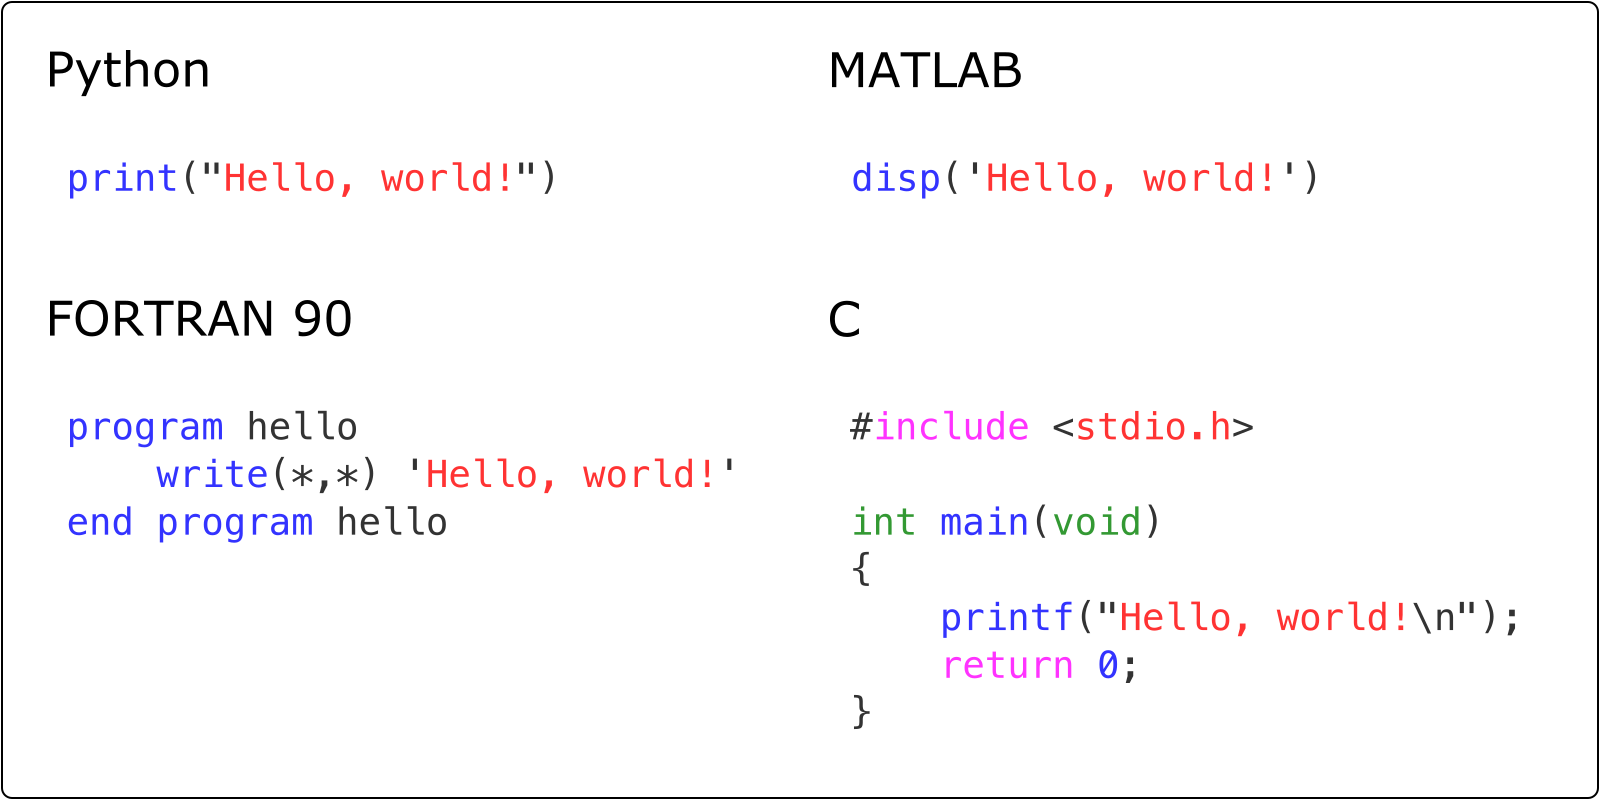 Python
print("Hello, world!")
MATLAB
disp('Hello, world!')
FORTRAN 90
program hello
    write(*,*) 'Hello, world!'
end program hello
C
#include <stdio.h>

int main(void)
{
    printf("Hello, world!\n");
    return 0;
}